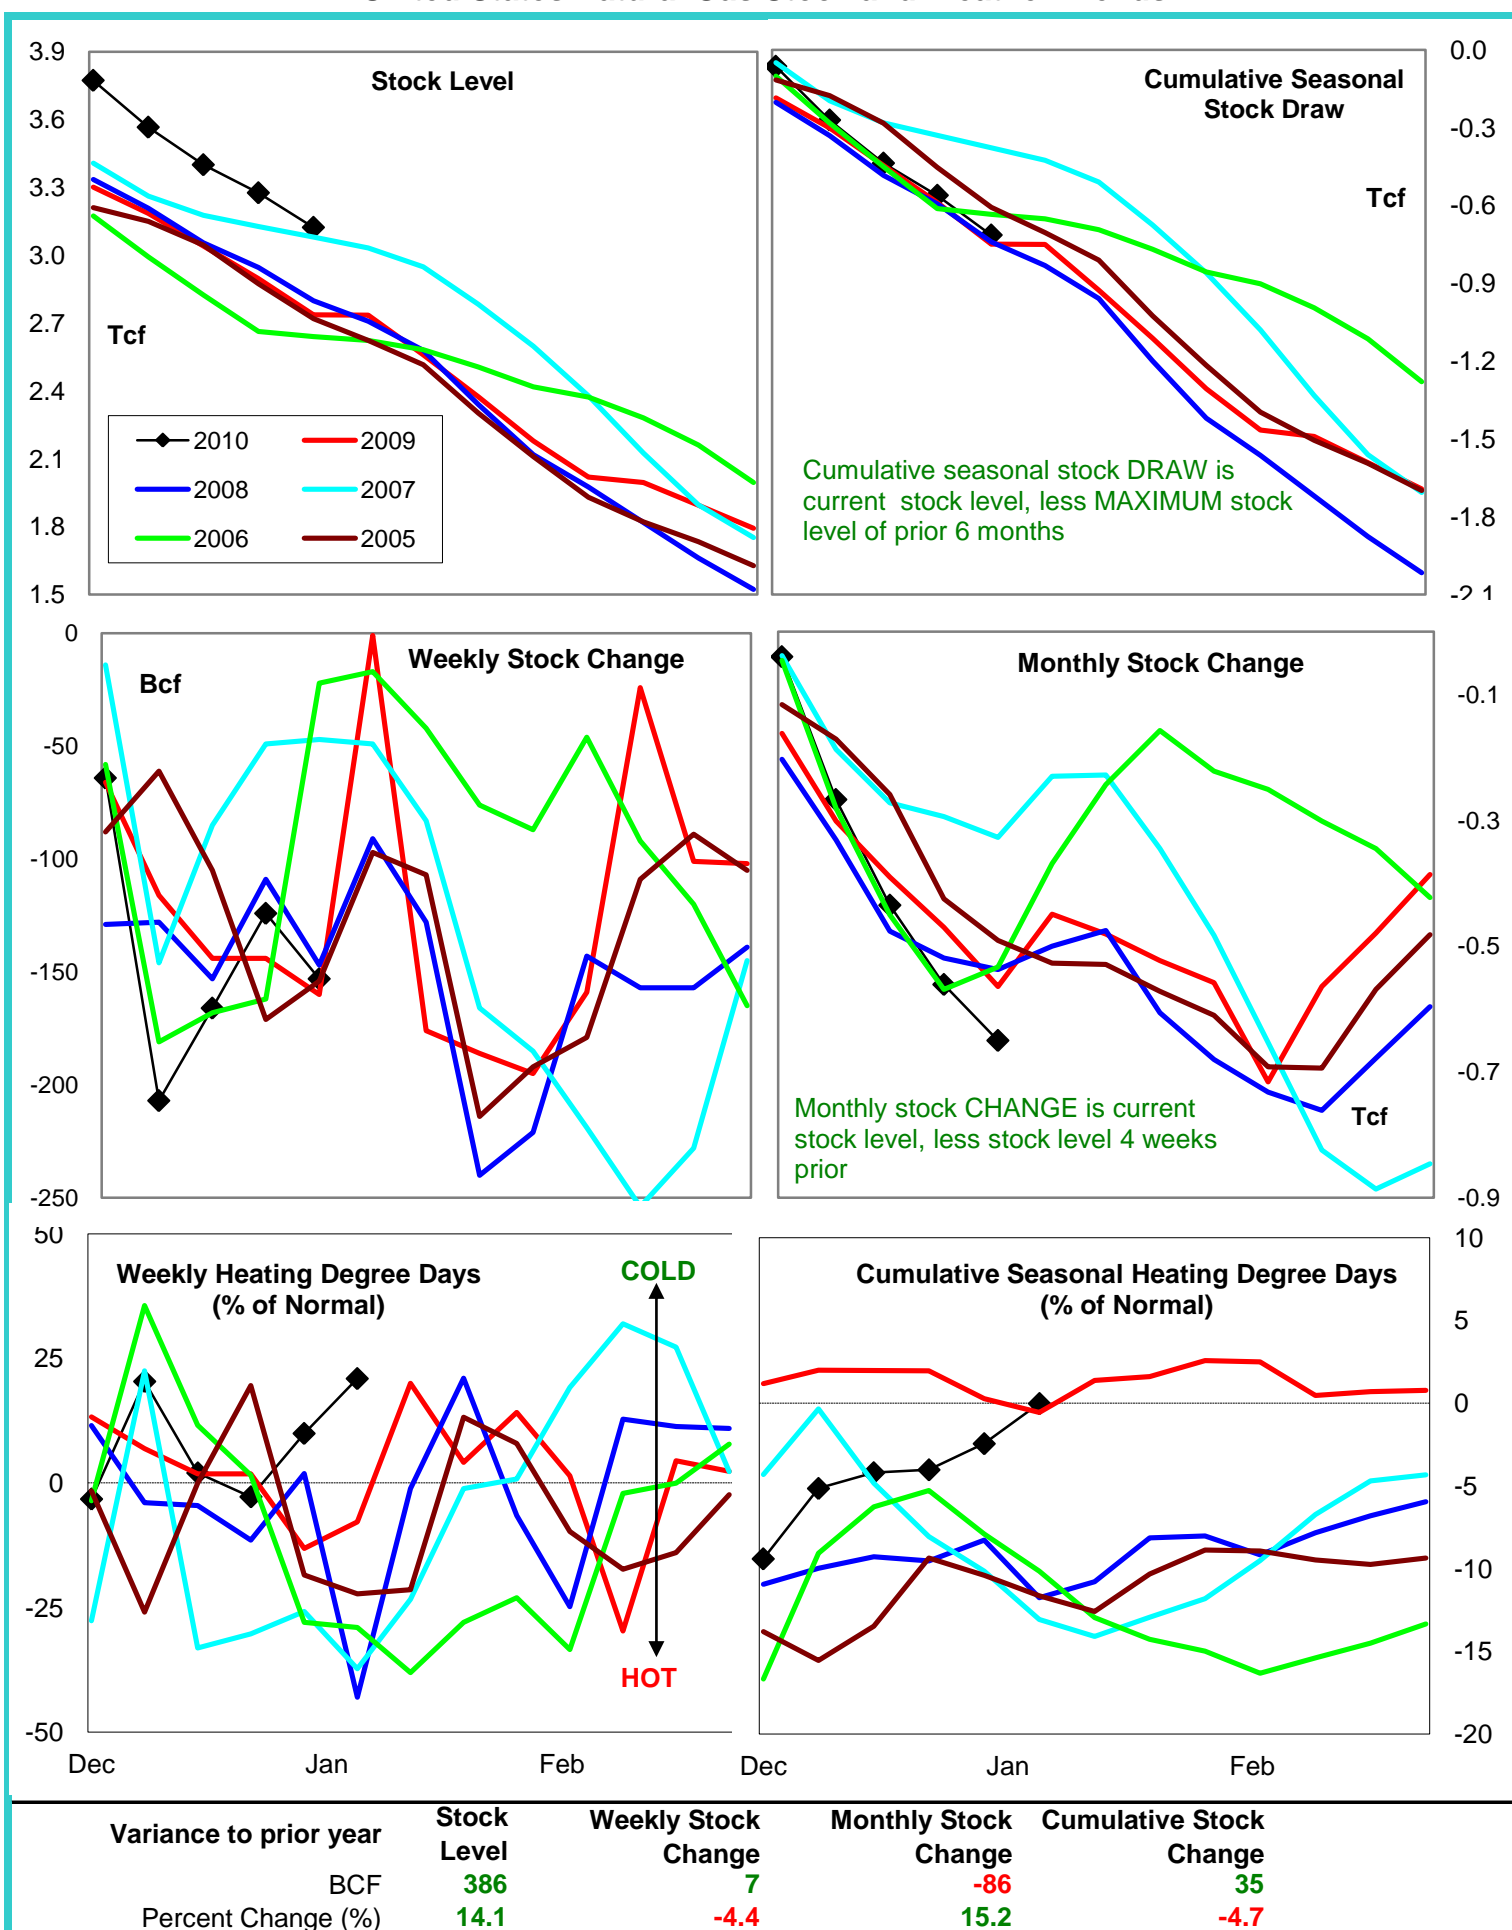 3.9
3.6
3.3
3.0
2.7
2.4
2.1
1.8
1.5
Stock Level
Tcf
2010
2009
2008
2007
2006
2005
Cumulative Seasonal
Stock Draw
Tcf
Cumulative seasonal stock DRAW is
current stock level, less MAXIMUM stock
level of prior 6 months
0.0
-0.3
-0.6
-0.9
-1.2
-1.5
-1.8
-2.1
0
-50
-100
-150
-200
-250
Weekly Stock Change
Bcf
Monthly Stock Change
Monthly stock CHANGE is current
stock level, less stock level 4 weeks
prior
Tcf
-0.1
-0.3
-0.5
-0.7
-0.9
50
25
0
-25
-50
Weekly Heating Degree Days
(% of Normal)
COLD
HOT
Dec Jan Feb
Cumulative Seasonal Heating Degree Days
(% of Normal)
10
5
0
-5
-10
-15
-20
Dec Jan Feb
Variance to prior year
Stock
Level
Weekly Stock
Change
Monthly Stock
Change
Cumulative Stock
Change
BCF 386 7 -86 35
Percent Change (%) 14.1 -4.4 15.2 -4.7